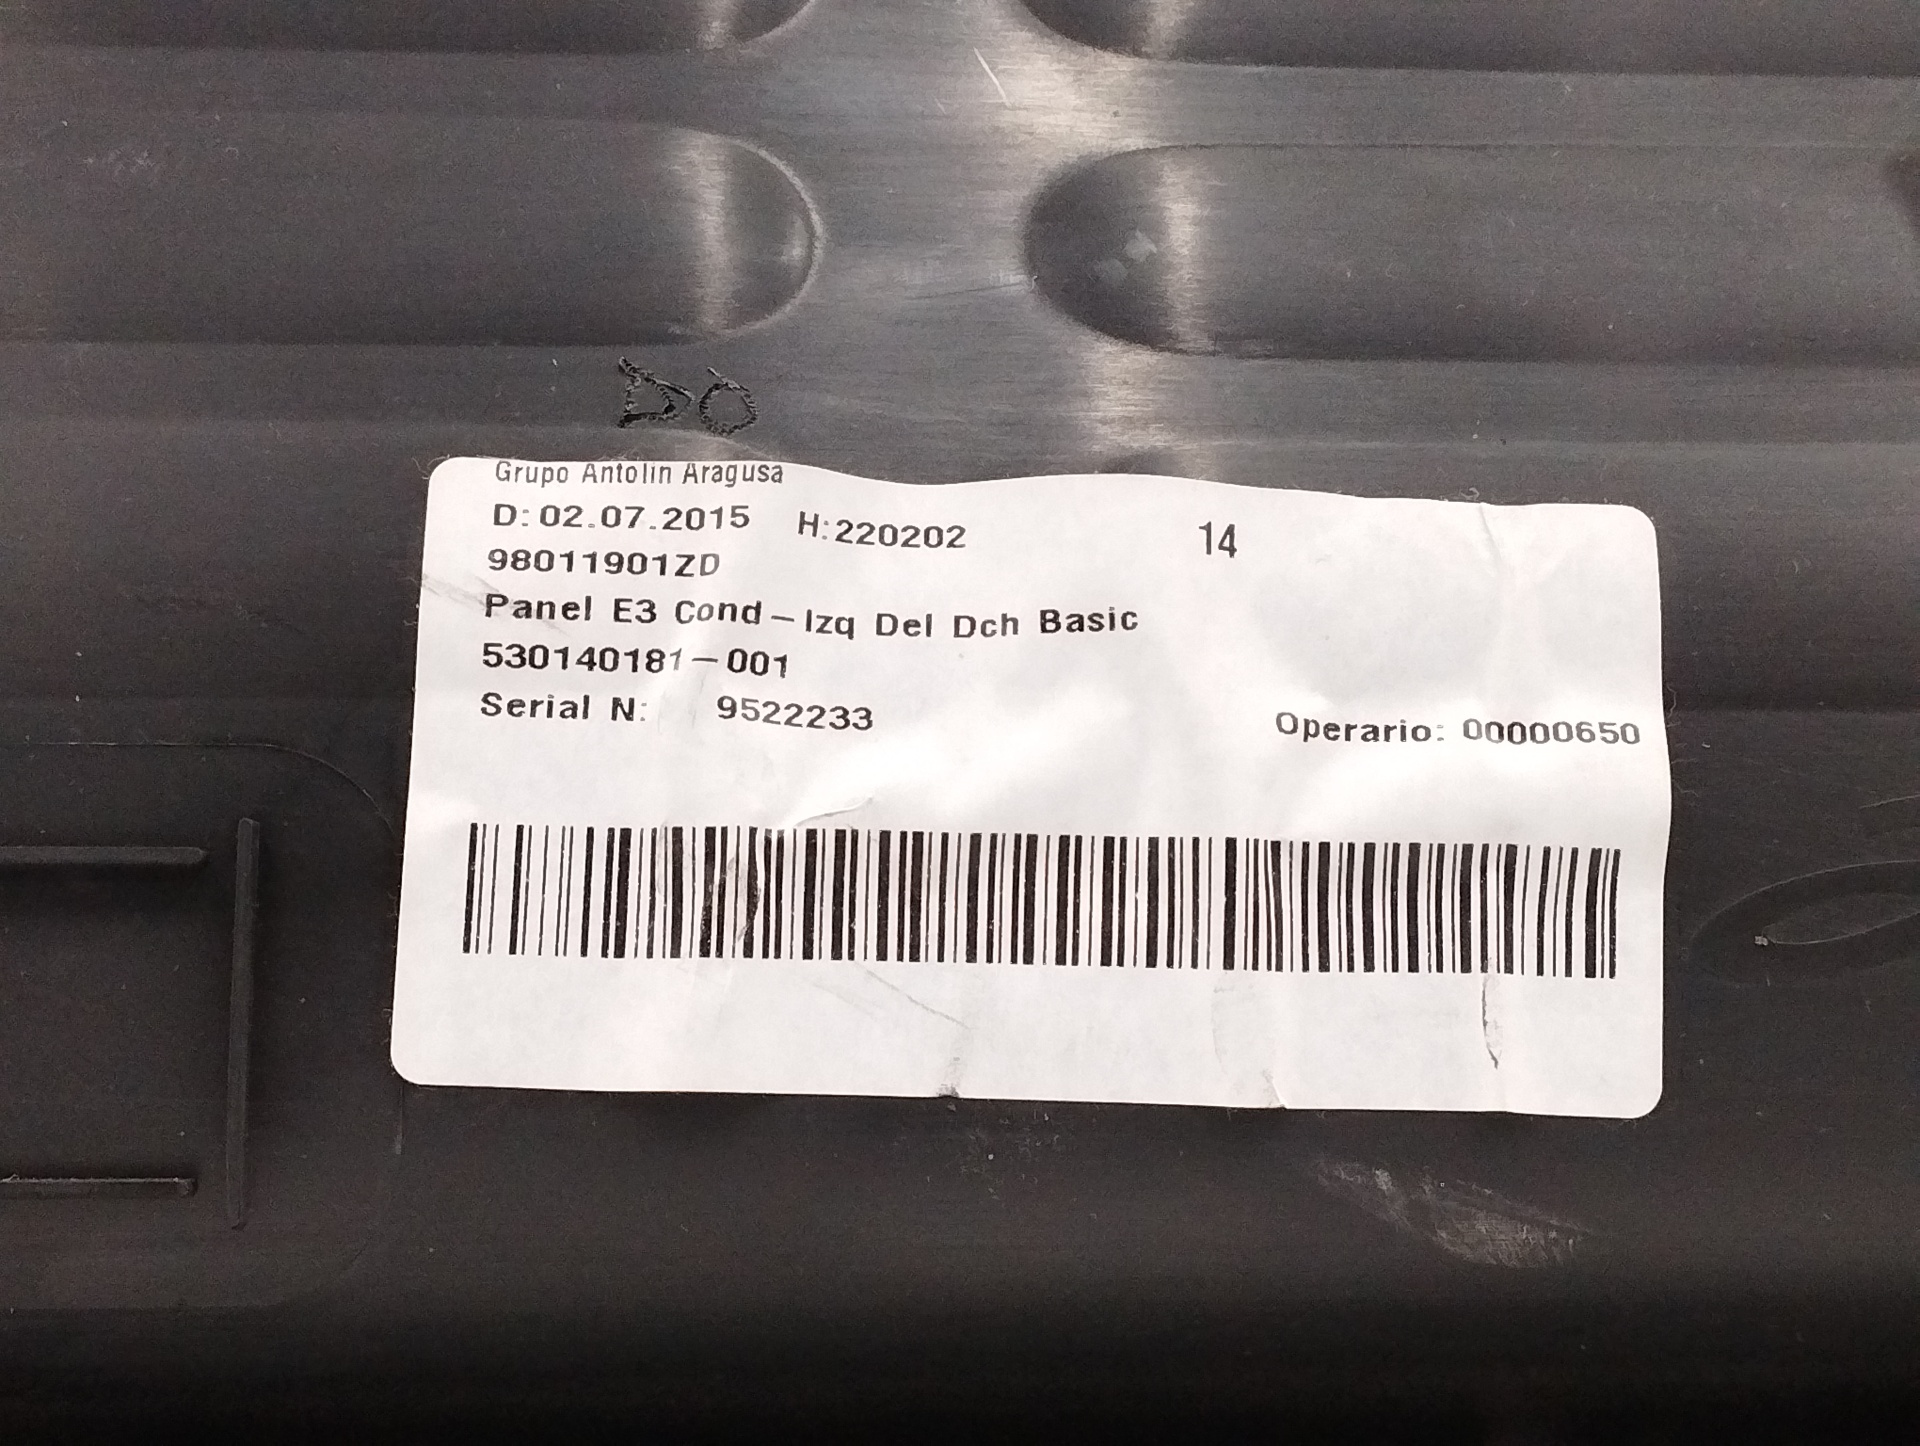 DO
Grupo Antolin Aragusa
D: 02.07.2015 H:220202 14
98011901ZD
Panel E3 Cond-Izq Del Dch Basic
530140181-001
Serial N: 9522233 Operario: 00000650